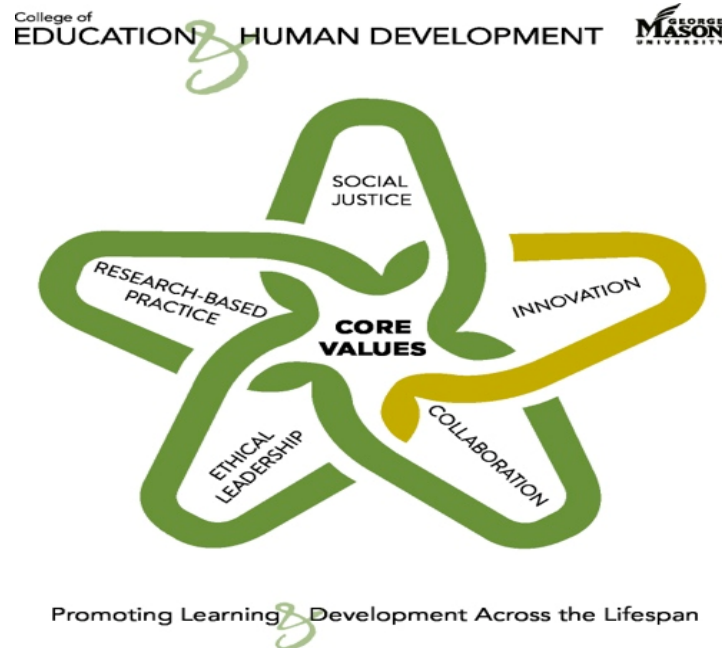 College of
EDUCATION & HUMAN DEVELOPMENT
GEORGE
MASON
UNIVERSITY
SOCIAL
JUSTICE
RESEARCH-BASED
PRACTICE
INNOVATION
CORE
VALUES
ETHICAL
LEADERSHIP
COLLABORATION
Promoting Learning & Development Across the Lifespan